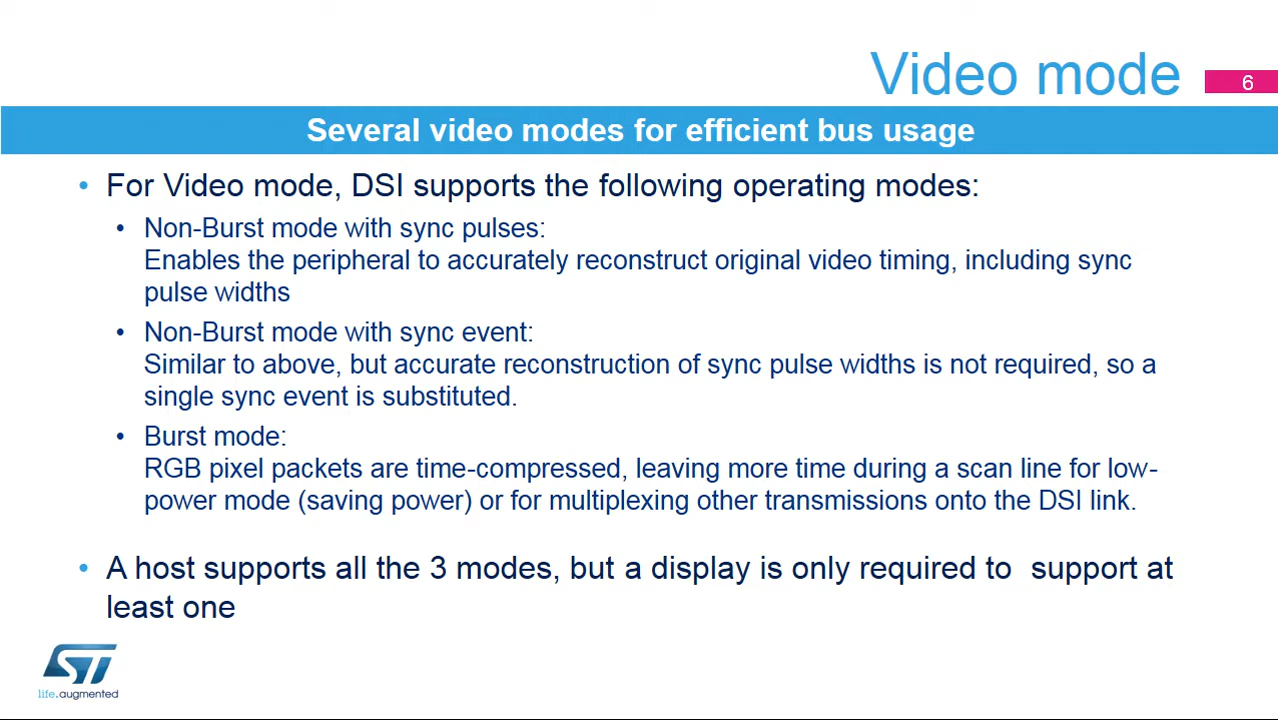 Video mode
6
Several video modes for efficient bus usage
• For Video mode, DSI supports the following operating modes:
• Non-Burst mode with sync pulses:
Enables the peripheral to accurately reconstruct original video timing, including sync
pulse widths
• Non-Burst mode with sync event:
Similar to above, but accurate reconstruction of sync pulse widths is not required, so a
single sync event is substituted.
• Burst mode:
RGB pixel packets are time-compressed, leaving more time during a scan line for low-
power mode (saving power) or for multiplexing other transmissions onto the DSI link.
• A host supports all the 3 modes, but a display is only required to  support at
least one
ST
life.augmented